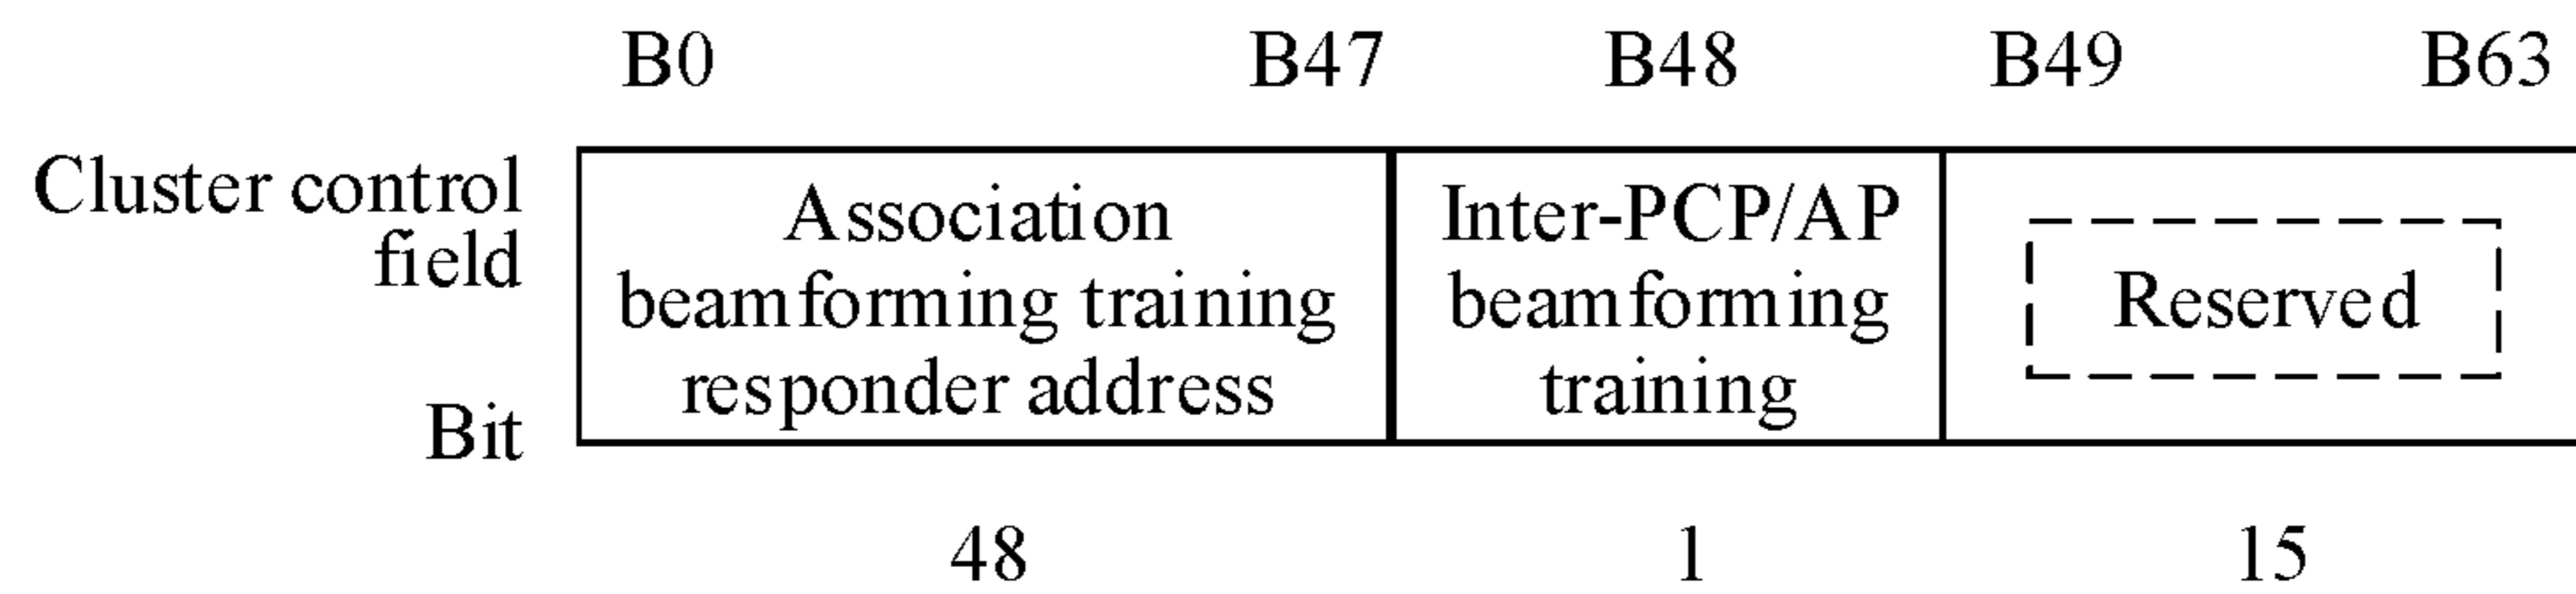 B0 B47 B48 B49 B63
Cluster control
field
Association
beamforming training
responder address
Inter-PCP/AP
beamforming
training
Reserved
Bit
48 1 15